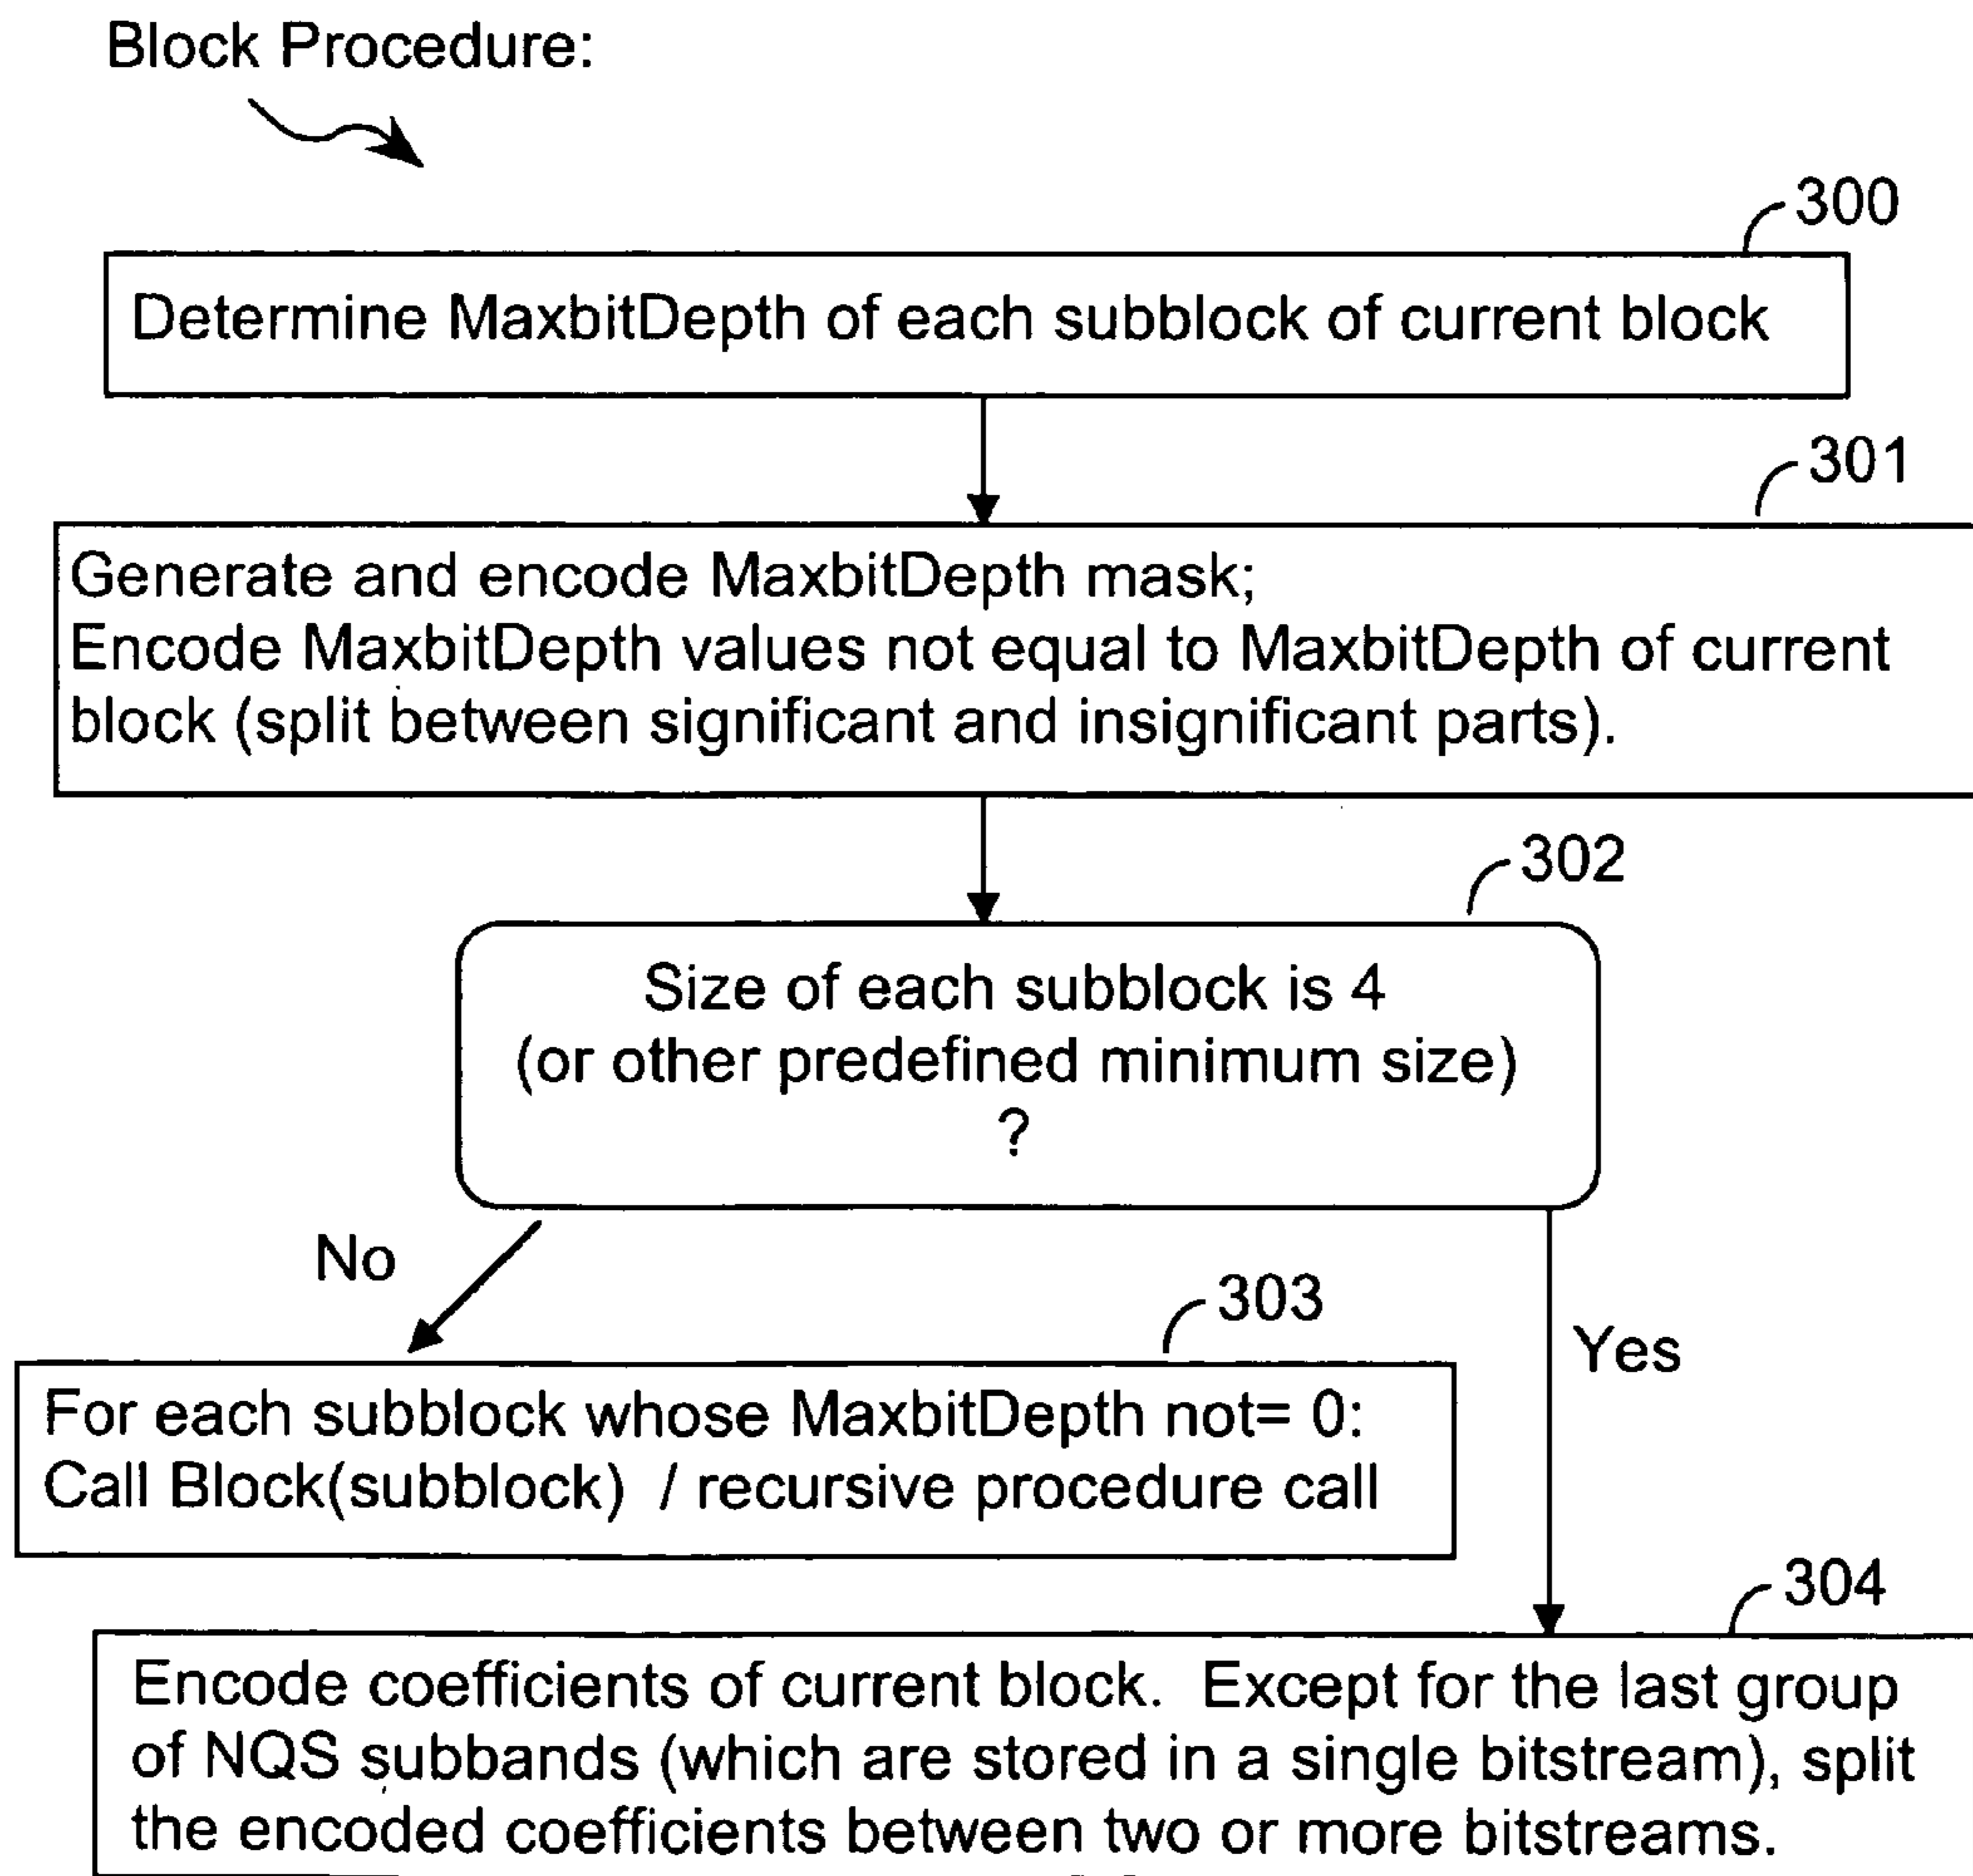 Block Procedure:
300
Determine MaxbitDepth of each subblock of current block
301
Generate and encode MaxbitDepth mask;
Encode MaxbitDepth values not equal to MaxbitDepth of current
block (split between significant and insignificant parts).
302
Size of each subblock is 4
(or other predefined minimum size)
?
No
303
Yes
For each subblock whose MaxbitDepth not= 0:
Call Block(subblock) / recursive procedure call
304
Encode coefficients of current block. Except for the last group
of NQS subbands (which are stored in a single bitstream), split
the encoded coefficients between two or more bitstreams.